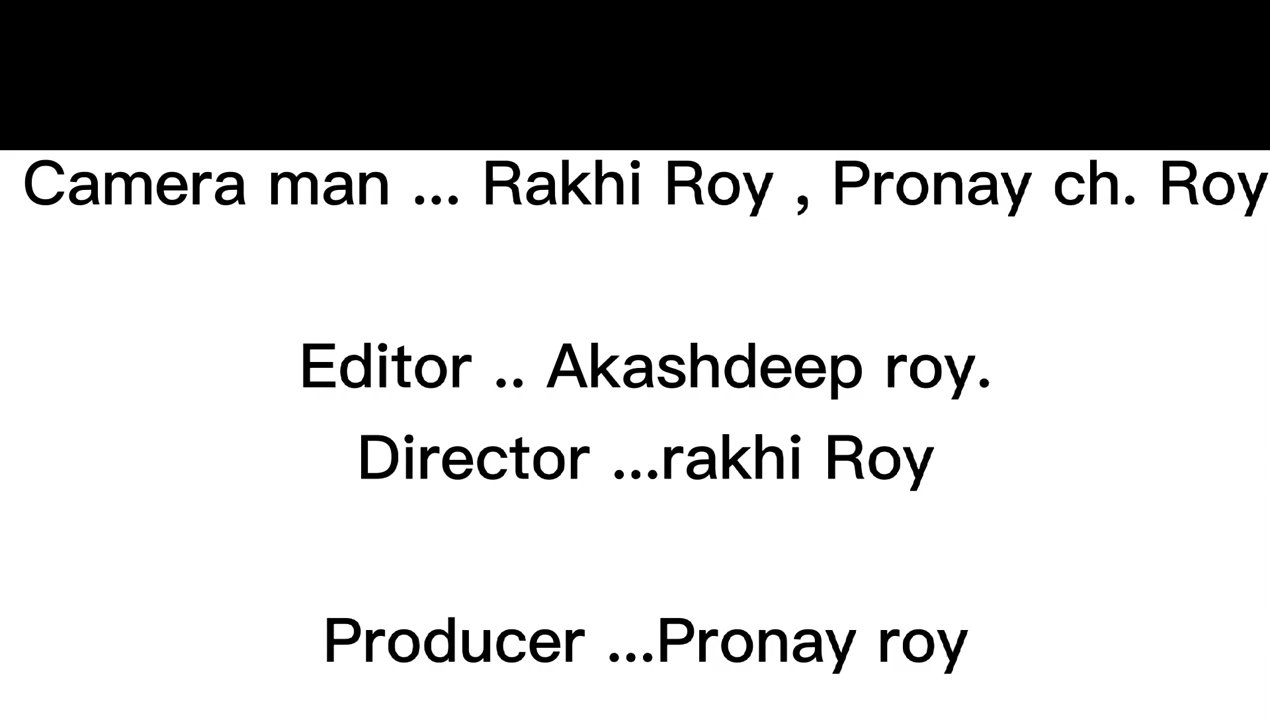 Camera man ... Rakhi Roy , Pronay ch. Roy
Editor .. Akashdeep roy.
Director ...rakhi Roy
Producer ...Pronay roy